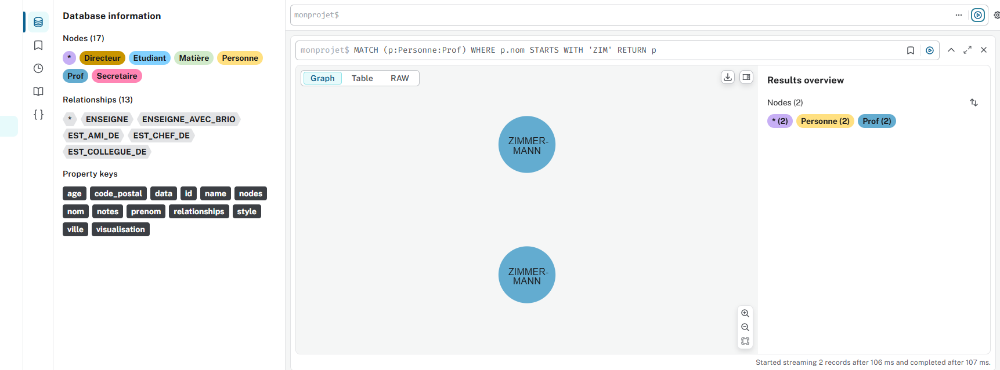 Database information
Nodes (17)
* Directeur Etudiant Matière Personne
Prof Secretaire
Relationships (13)
* ENSEIGNE ENSEIGNE_AVEC_BRIO
EST_AMI_DE EST_CHEF_DE
EST_COLLEGUE_DE
Property keys
age code_postal data id name nodes
nom notes prenom relationships style
ville visualisation
monprojet$
monprojet$ MATCH (p:Personne:Prof) WHERE p.nom STARTS WITH 'ZIM' RETURN p
Graph Table RAW
ZIMMER-
MANN
ZIMMER-
MANN
Results overview
Nodes (2)
* (2) Personne (2) Prof (2)
Started streaming 2 records after 106 ms and completed after 107 ms.